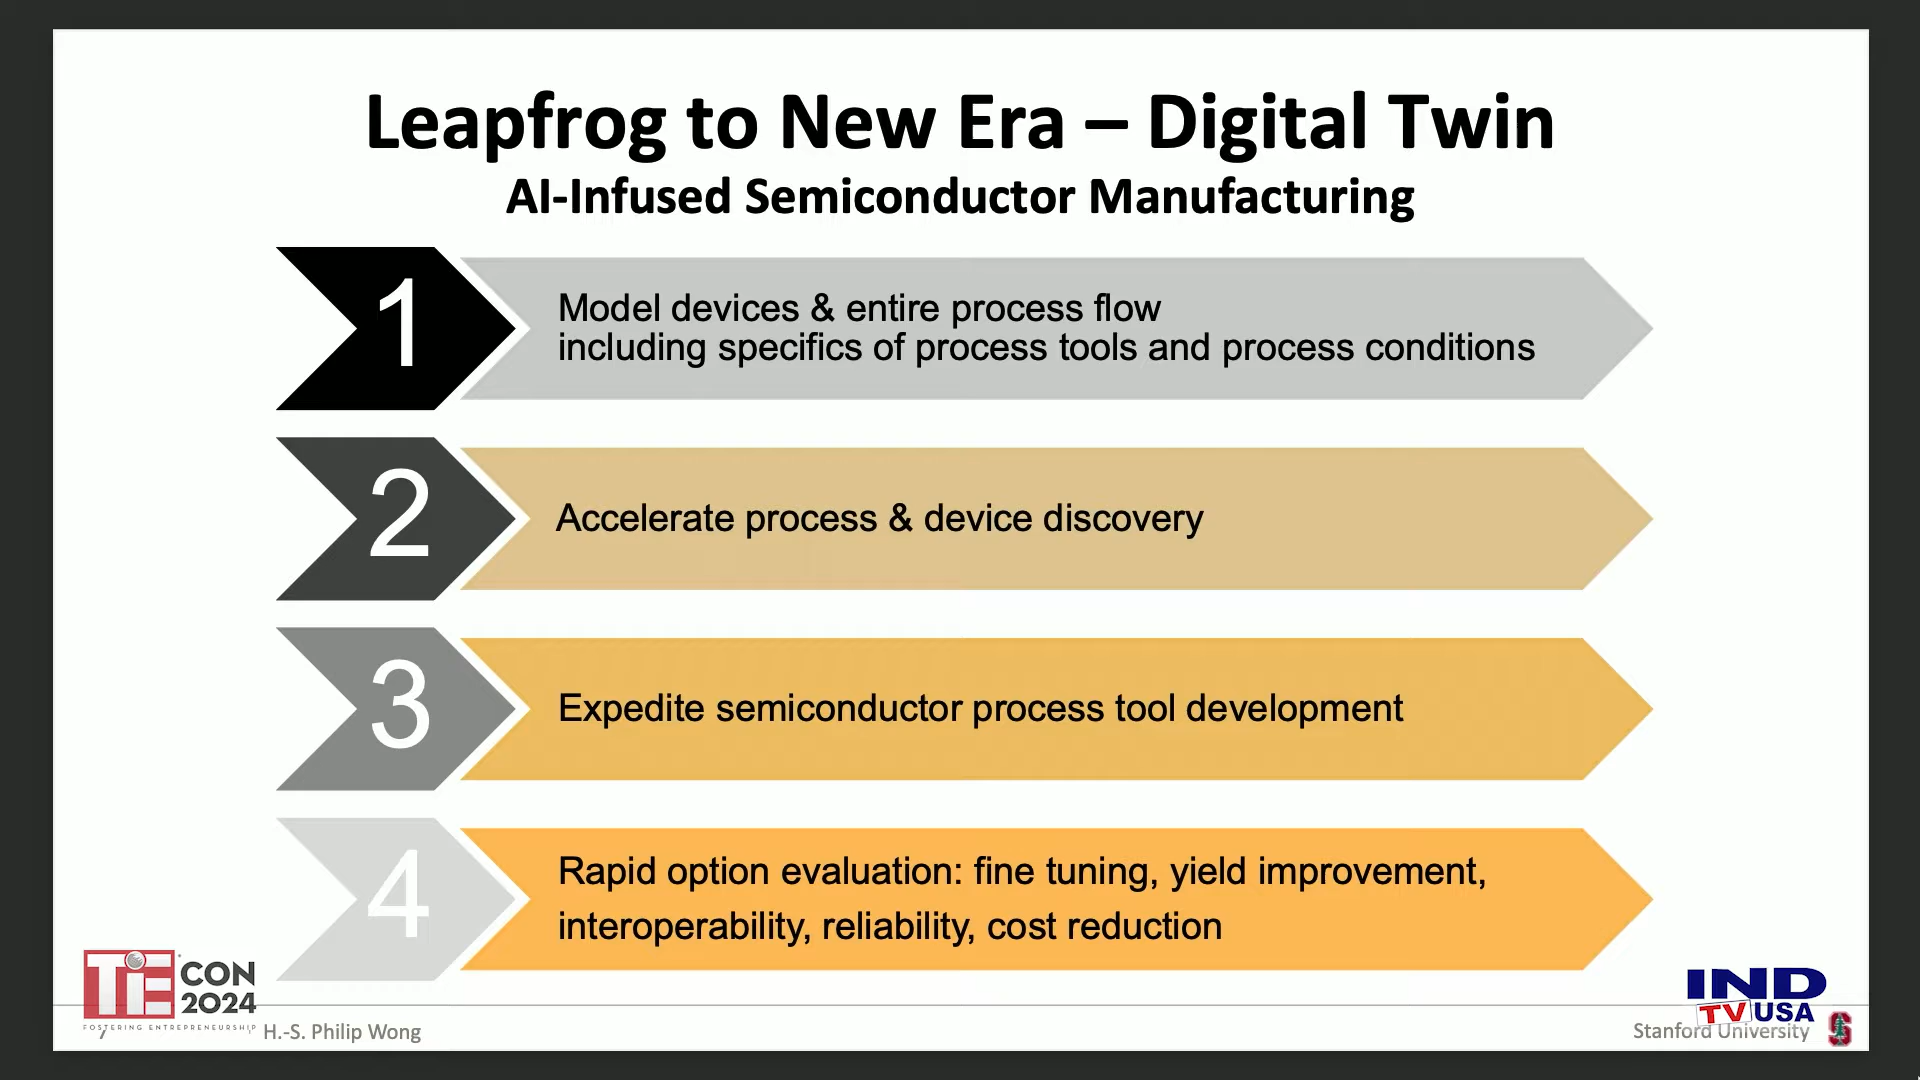 Leapfrog to New Era – Digital Twin
AI-Infused Semiconductor Manufacturing
1
Model devices & entire process flow
including specifics of process tools and process conditions
2
Accelerate process & device discovery
3
Expedite semiconductor process tool development
4
Rapid option evaluation: fine tuning, yield improvement,
interoperability, reliability, cost reduction
TiE CON
2024
FOSTERING ENTREPRENEURSHIP
7
H.-S. Philip Wong
IND
TV USA
Stanford University
S